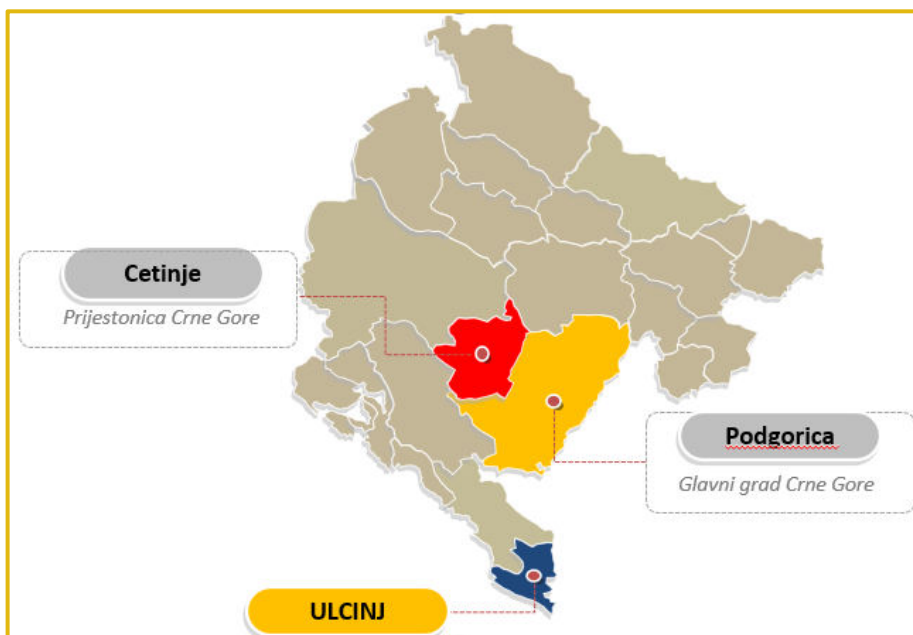 Cetinje
Prijestonica Crne Gore
Podgorica
Glavni grad Crne Gore
ULCINJ